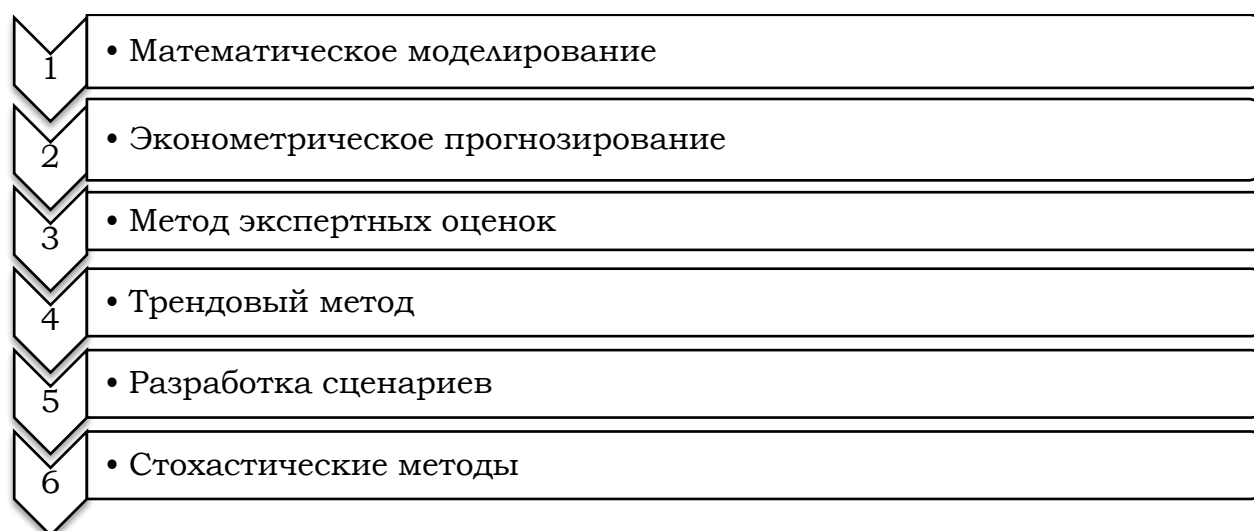 1 • Математическое моделирование
2 • Эконометрическое прогнозирование
3 • Метод экспертных оценок
4 • Трендовый метод
5 • Разработка сценариев
6 • Стохастические методы